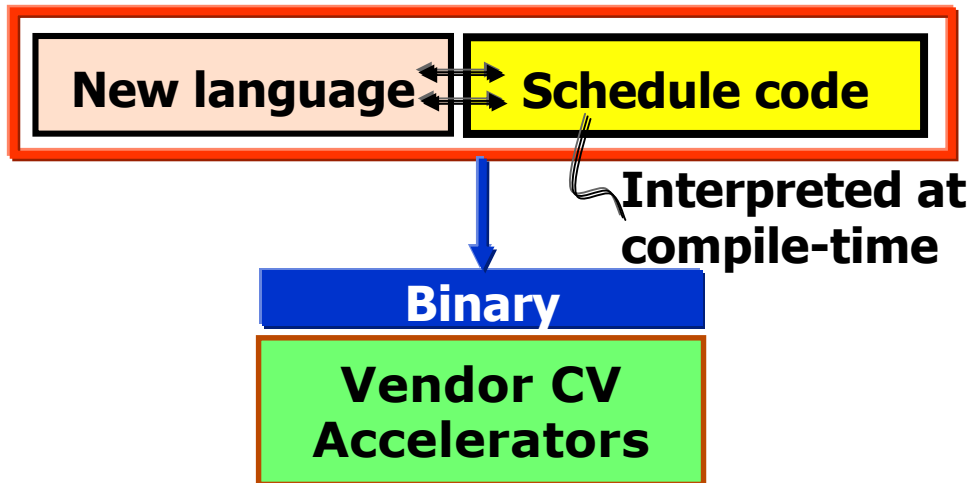 New language
Schedule code
Interpreted at
compile-time
Binary
Vendor CV
Accelerators